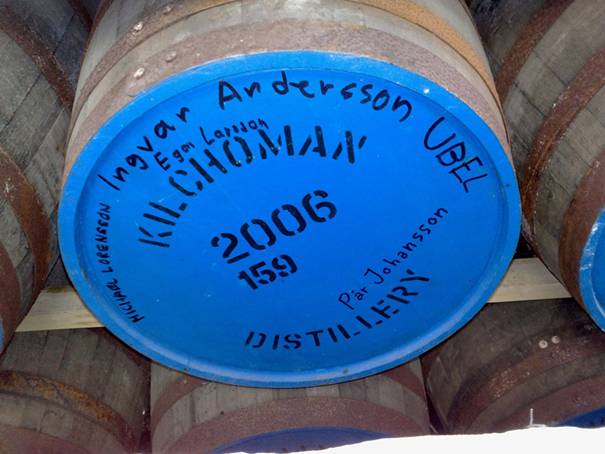 Ingvar Andersson UBEL
Egon Larsson
MICHAEL LORENSSON
KILCHOMAN
2006
159
Pär Johansson
DISTILLERY